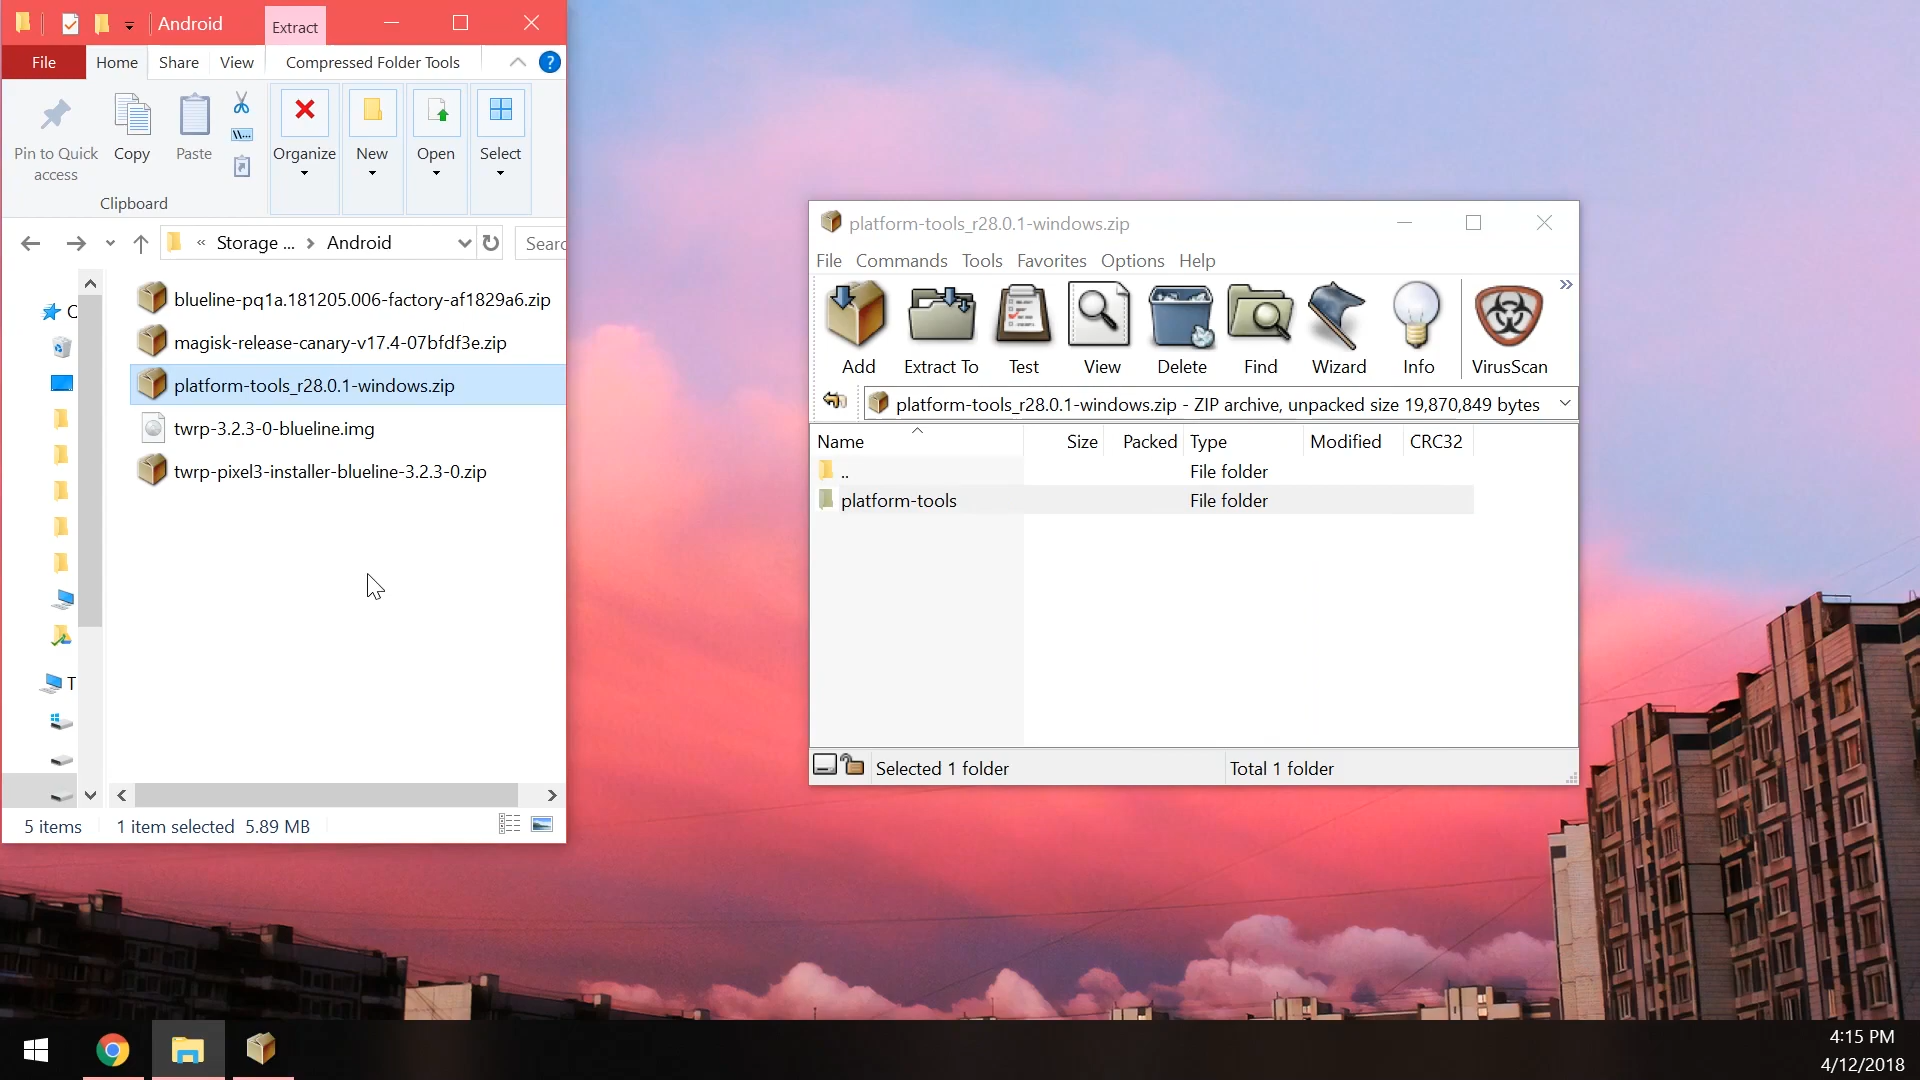 Android
Extract
File
Home
Share
View
Compressed Folder Tools
?
Pin to Quick
access
Copy
Paste
Organize
New
Open
Select
Clipboard
« Storage ... > Android
Searc
C
T
blueline-pq1a.181205.006-factory-af1829a6.zip
magisk-release-canary-v17.4-07bfdf3e.zip
platform-tools_r28.0.1-windows.zip
twrp-3.2.3-0-blueline.img
twrp-pixel3-installer-blueline-3.2.3-0.zip
5 items
1 item selected 5.89 MB
platform-tools_r28.0.1-windows.zip
File Commands Tools Favorites Options Help
Add
Extract To
Test
View
Delete
Find
Wizard
Info
VirusScan
»
platform-tools_r28.0.1-windows.zip - ZIP archive, unpacked size 19,870,849 bytes
Name Size Packed Type Modified CRC32
.. File folder
platform-tools File folder
Selected 1 folder
Total 1 folder
4:15 PM
4/12/2018